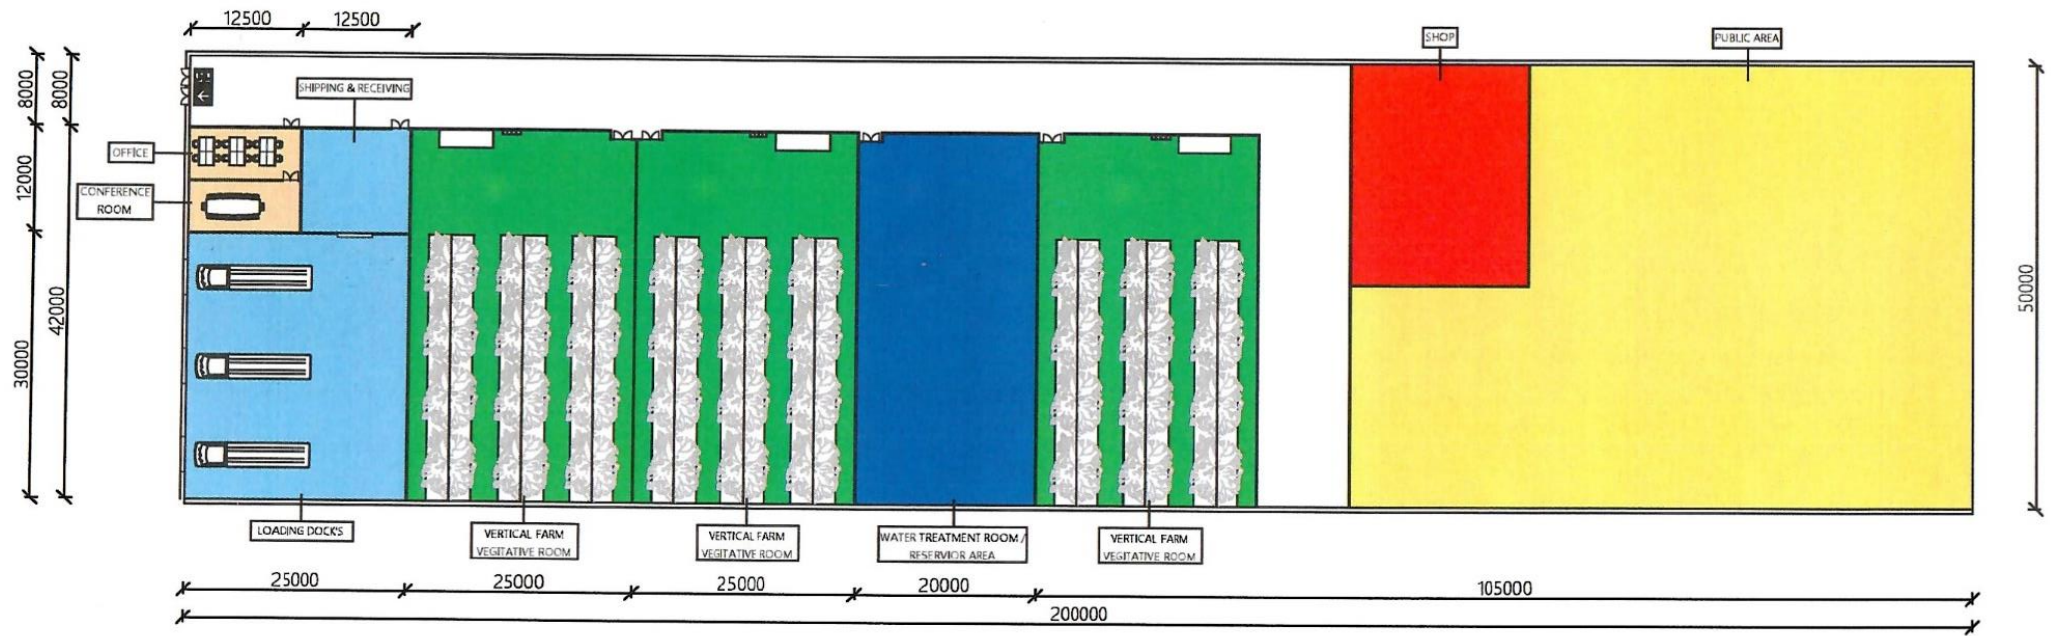 12500
12500
SHOP
PUBLIC AREA
8000
8000
SHIPPING & RECEIVING
OFFICE
12000
CONFERENCE
ROOM
42000
30000
50000
LOADING DOCK'S
VERTICAL FARM
VEGITATIVE ROOM
VERTICAL FARM
VEGITATIVE ROOM
WATER TREATMENT ROOM /
RESERVIOR AREA
VERTICAL FARM
VEGITATIVE ROOM
25000
25000
25000
20000
105000
200000